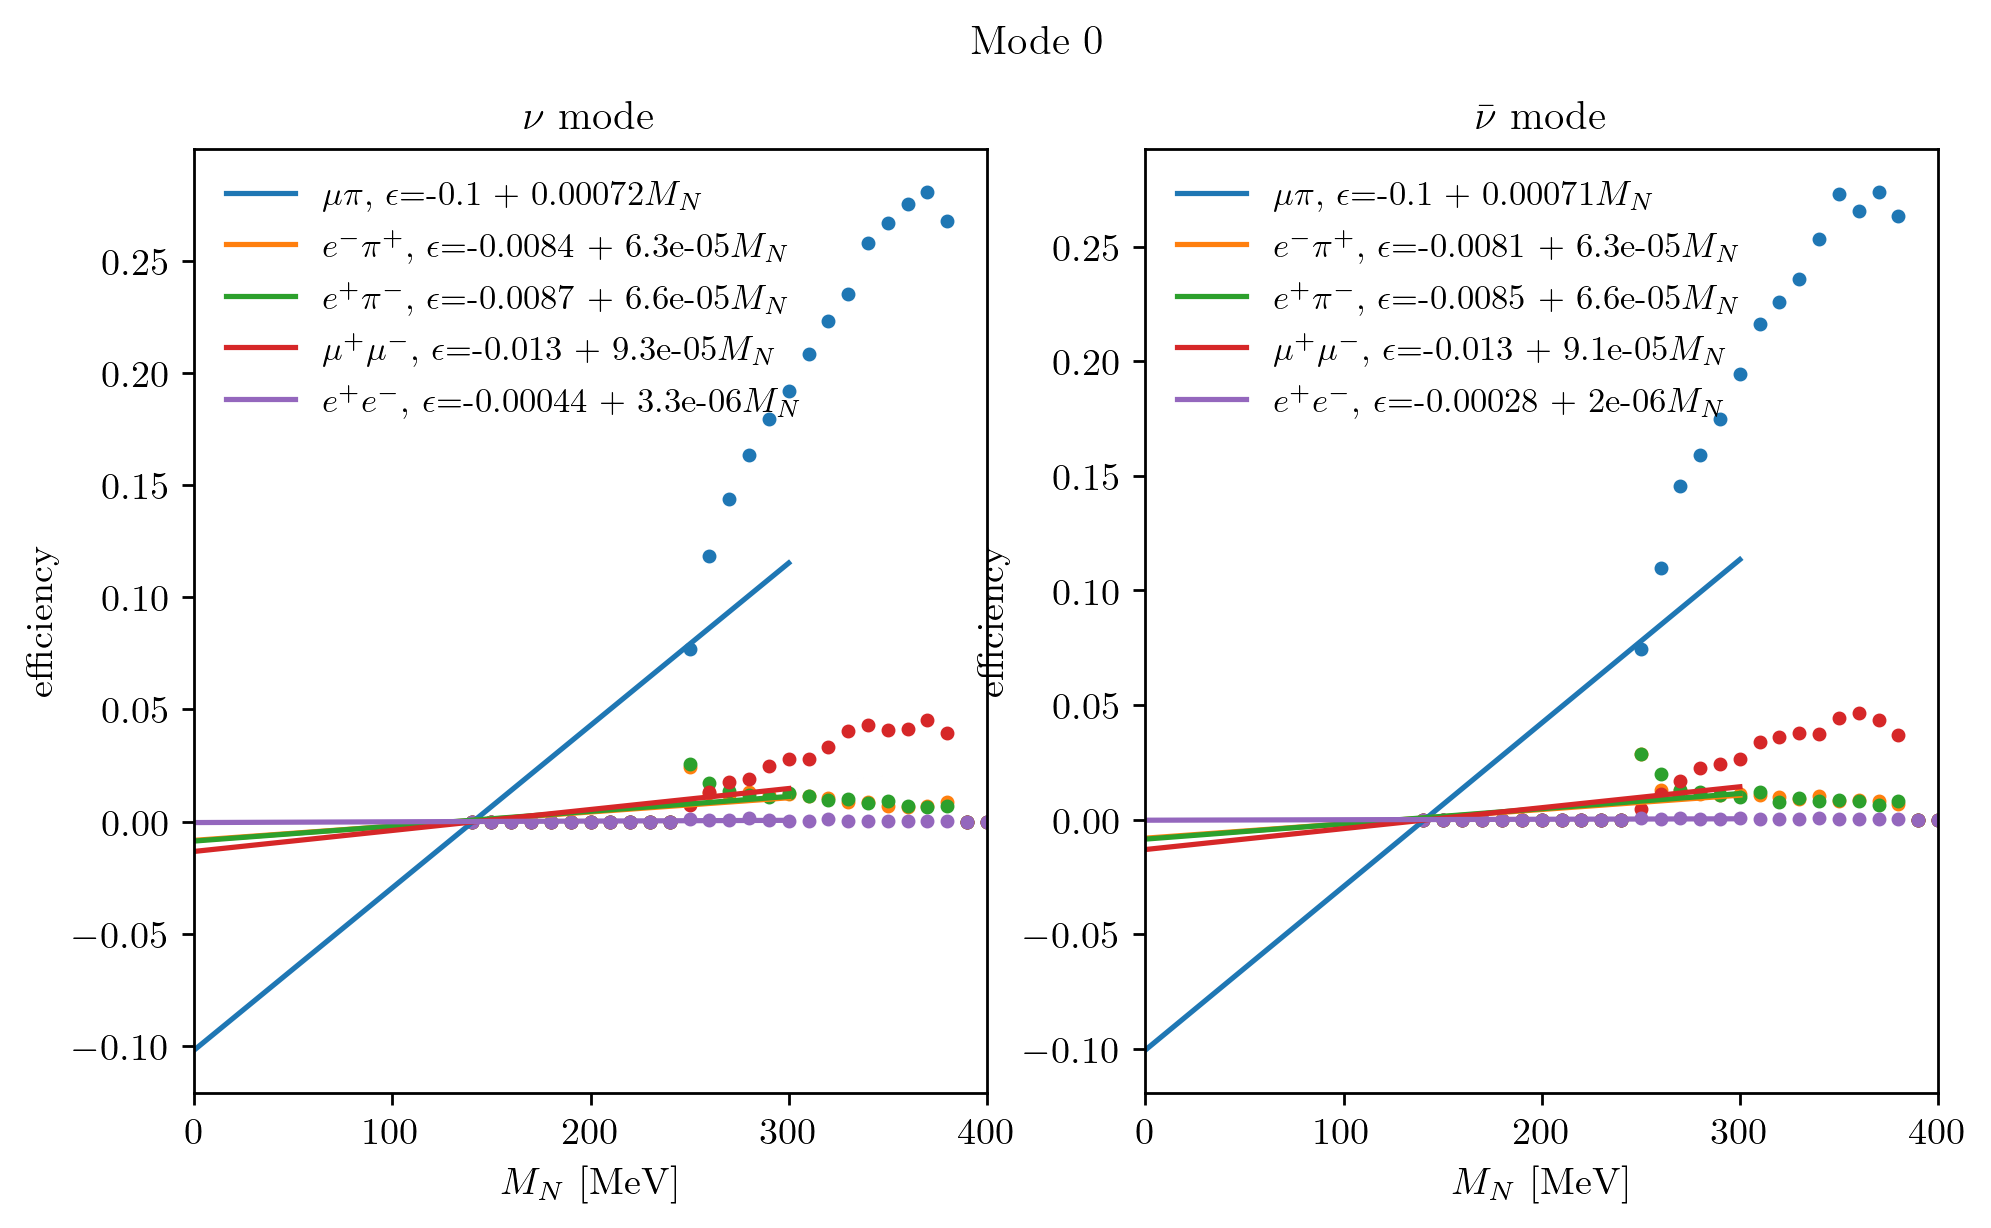 Mode 0
ν mode
μπ, ϵ=-0.1 + 0.00072M_N
e⁻π⁺, ϵ=-0.0084 + 6.3e-05M_N
e⁺π⁻, ϵ=-0.0087 + 6.6e-05M_N
μ⁺μ⁻, ϵ=-0.013 + 9.3e-05M_N
e⁺e⁻, ϵ=-0.00044 + 3.3e-06M_N
efficiency
0.25
0.20
0.15
0.10
0.05
0.00
−0.05
−0.10
0 100 200 300 400
M_N [MeV]
ν̄ mode
μπ, ϵ=-0.1 + 0.00071M_N
e⁻π⁺, ϵ=-0.0081 + 6.3e-05M_N
e⁺π⁻, ϵ=-0.0085 + 6.6e-05M_N
μ⁺μ⁻, ϵ=-0.013 + 9.1e-05M_N
e⁺e⁻, ϵ=-0.00028 + 2e-06M_N
efficiency
0.25
0.20
0.15
0.10
0.05
0.00
−0.05
−0.10
0 100 200 300 400
M_N [MeV]